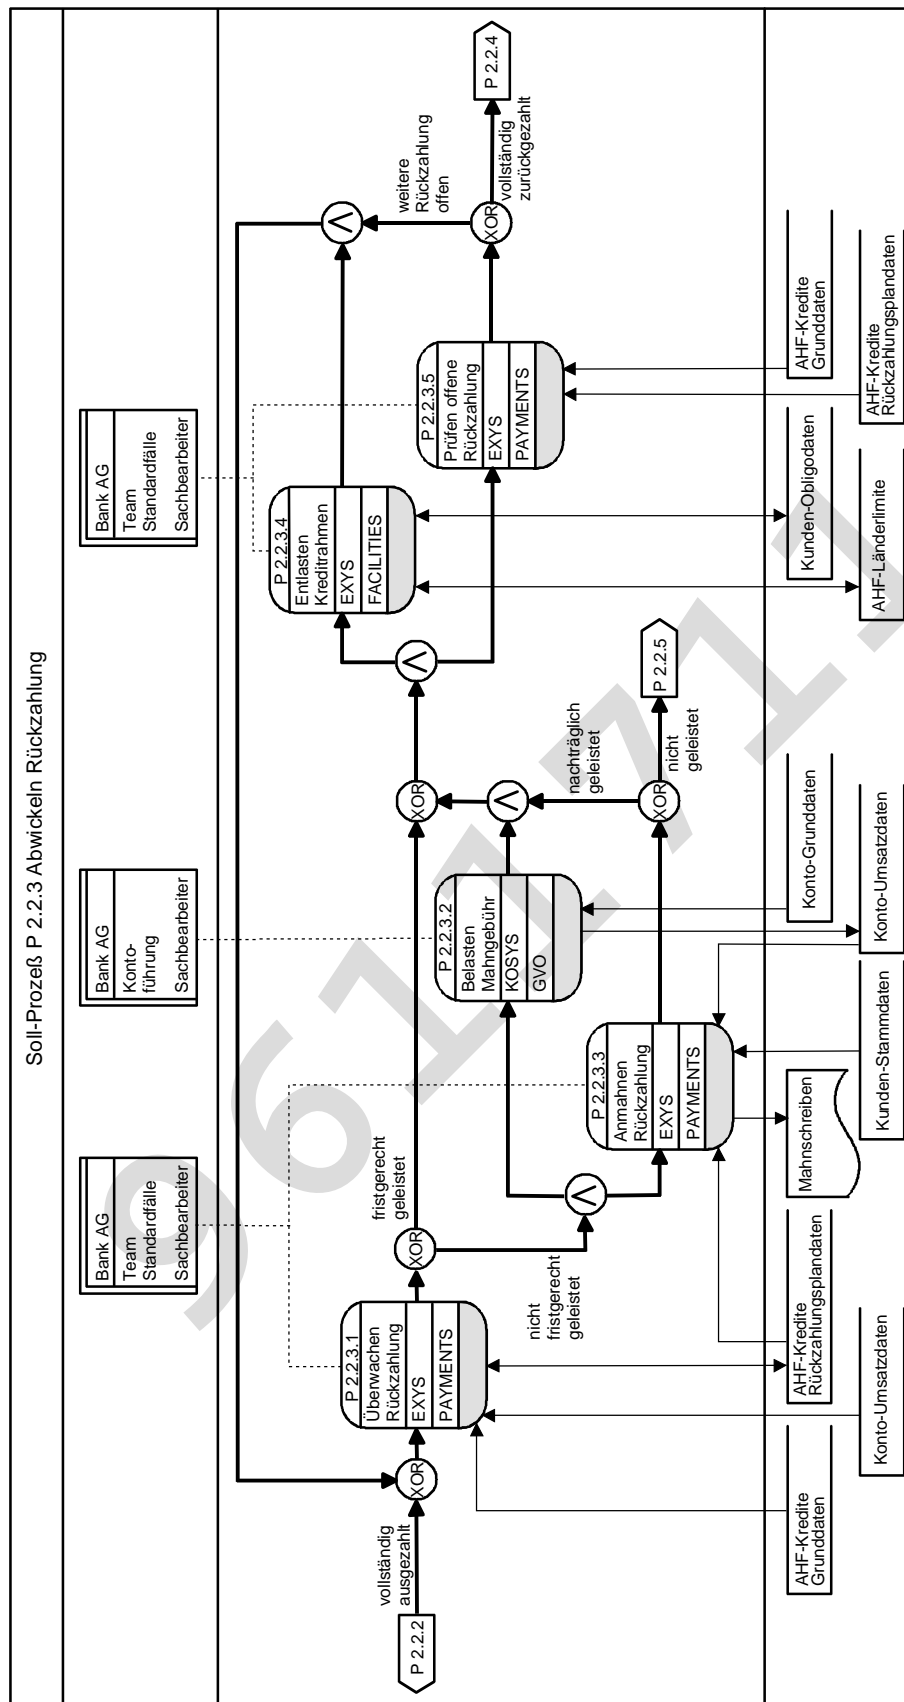 Soll-Prozeß P 2.2.3 Abwickeln Rückzahlung
Bank AG
Team
Standardfälle
Sachbearbeiter
Bank AG
Konto-
führung
Sachbearbeiter
Bank AG
Team
Standardfälle
Sachbearbeiter
P 2.2.2
vollständig
ausgezahlt
XOR
P 2.2.3.1
Überwachen
Rückzahlung
EXYS
PAYMENTS
XOR
fristgerecht
geleistet
nicht
fristgerecht
geleistet
V
P 2.2.3.2
Belasten
Mahngebühr
KOSYS
GVO
P 2.2.3.3
Anmahnen
Rückzahlung
EXYS
PAYMENTS
XOR
V
XOR
nachträglich
geleistet
nicht
geleistet
P 2.2.5
V
P 2.2.3.4
Entlasten
Kreditrahmen
EXYS
FACILITIES
P 2.2.3.5
Prüfen offene
Rückzahlung
EXYS
PAYMENTS
V
XOR
weitere
Rückzahlung
offen
vollständig
zurückgezahlt
P 2.2.4
AHF-Kredite
Grunddaten
Konto-Umsatzdaten
AHF-Kredite
Rückzahlungsplandaten
Mahnschreiben
Kunden-Stammdaten
Konto-Grunddaten
Konto-Umsatzdaten
AHF-Länderlimite
Kunden-Obligodaten
AHF-Kredite
Rückzahlungsplandaten
AHF-Kredite
Grunddaten
9611711